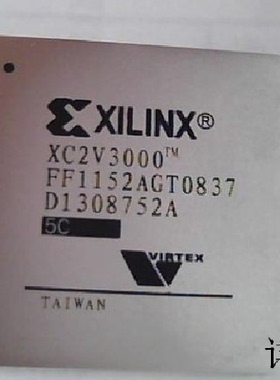 XILINX®
XC2V3000™
FF1152AGT0837
D1308752A
5C
VIRTEX
TAIWAN